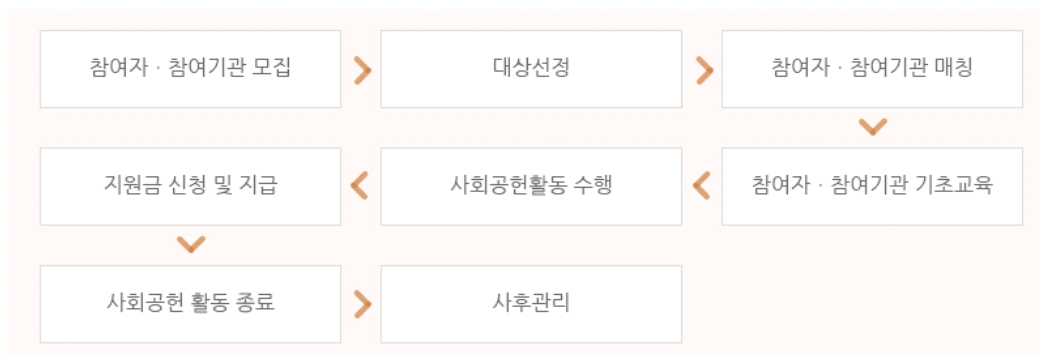 참여자 · 참여기관 모집
대상선정
참여자 · 참여기관 매칭
참여자 · 참여기관 기초교육
사회공헌활동 수행
지원금 신청 및 지급
사회공헌 활동 종료
사후관리